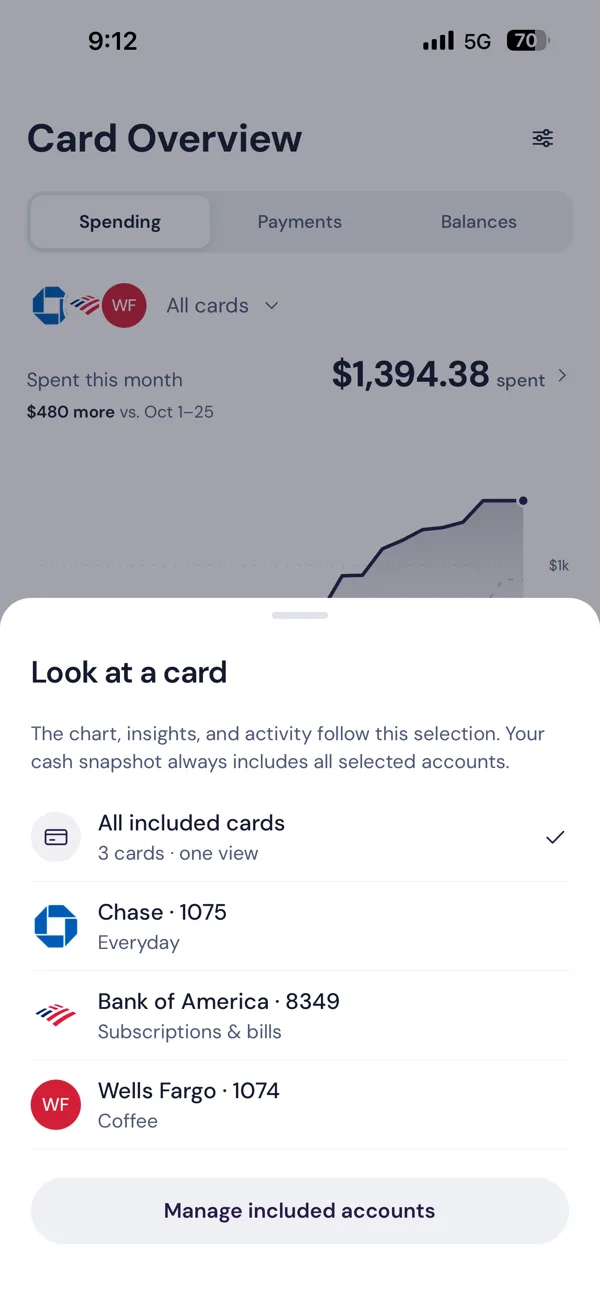 9:12
5G
70
Card Overview
Spending
Payments
Balances
WF
All cards
Spent this month
$1,394.38 spent
$480 more vs. Oct 1–25
$1k
Look at a card
The chart, insights, and activity follow this selection. Your
cash snapshot always includes all selected accounts.
All included cards
3 cards · one view
Chase · 1075
Everyday
Bank of America · 8349
Subscriptions & bills
WF
Wells Fargo · 1074
Coffee
Manage included accounts